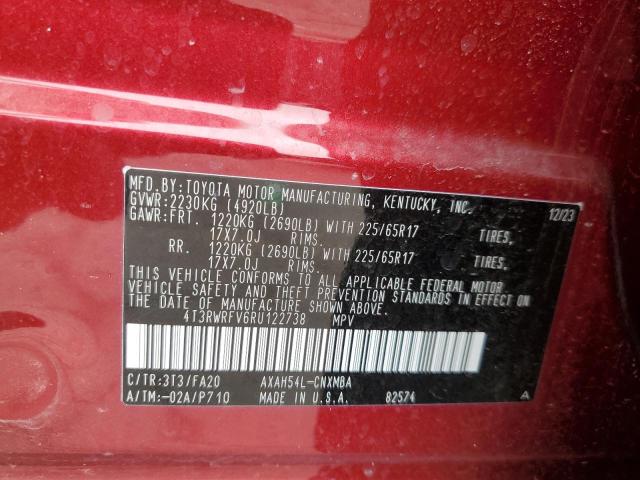 MFD. BY: TOYOTA MOTOR MANUFACTURING, KENTUCKY, INC.
GVWR: 2230KG (4920LB) 12/23
GAWR: FRT. 1220KG (2690LB) WITH 225/65R17 TIRES,
17X7.0J RIMS.
RR. 1220KG (2690LB) WITH 225/65R17 TIRES,
17X7.0J RIMS.
THIS VEHICLE CONFORMS TO ALL APPLICABLE FEDERAL MOTOR
VEHICLE SAFETY AND THEFT PREVENTION STANDARDS IN EFFECT ON
THE DATE OF MANUFACTURE SHOWN ABOVE.
4T3RWRFV6RU122738 MPV
C/TR: 3T3/FA20 AXAH54L-CNXMBA
A/TM: -02A/P710 MADE IN U.S.A. 82574 A